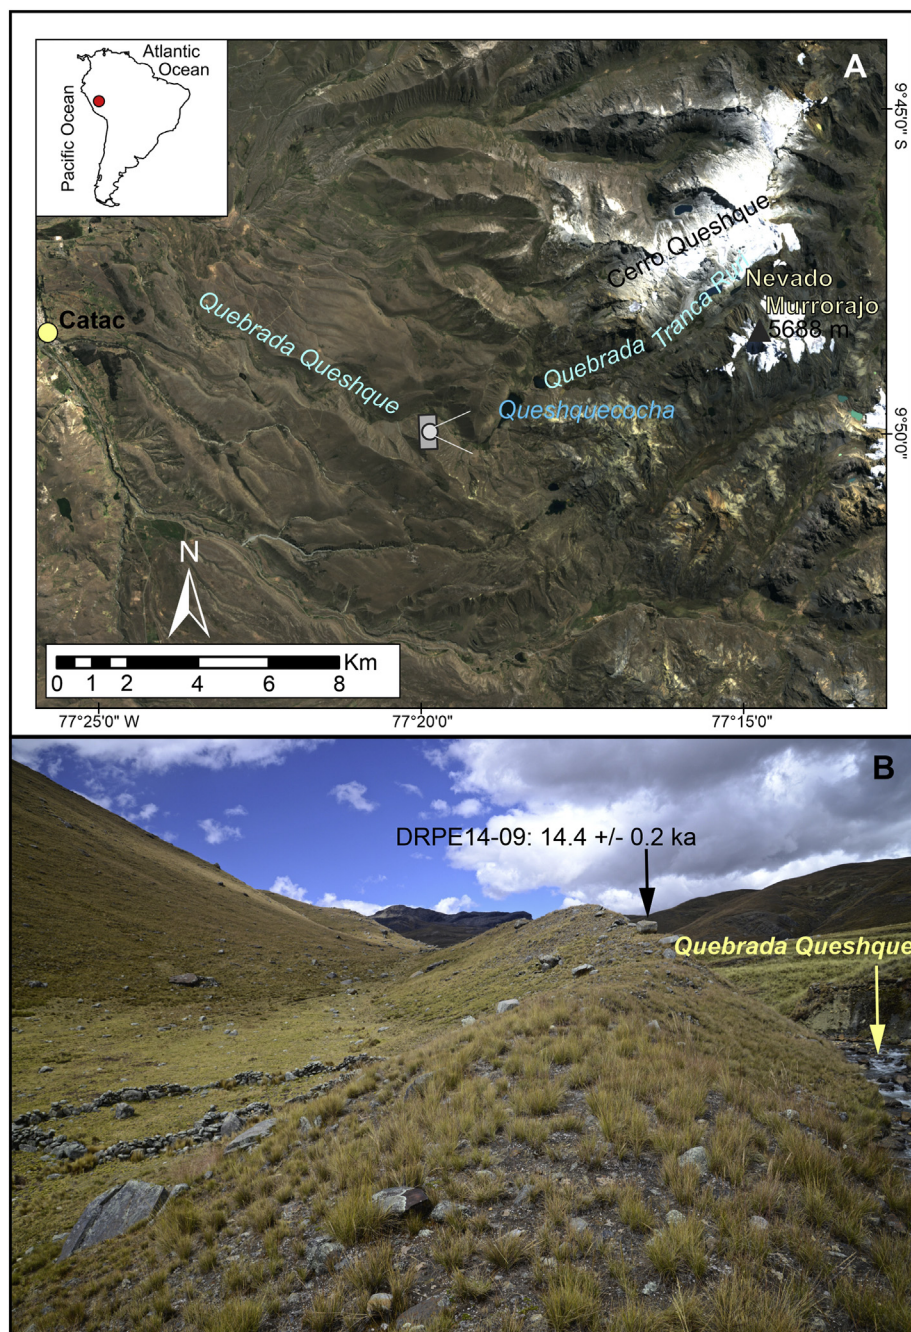 Atlantic
Ocean
Pacific Ocean
A
9°45'0" S
Cerro Queshque
Nevado
Murrorajo
5688 m
Catac
Quebrada Queshque
Quebrada Tranca Ruri
Queshquecocha
9°50'0"
N
Km
0 1 2 4 6 8
77°25'0" W
77°20'0"
77°15'0"
B
DRPE14-09: 14.4 +/- 0.2 ka
Quebrada Queshque